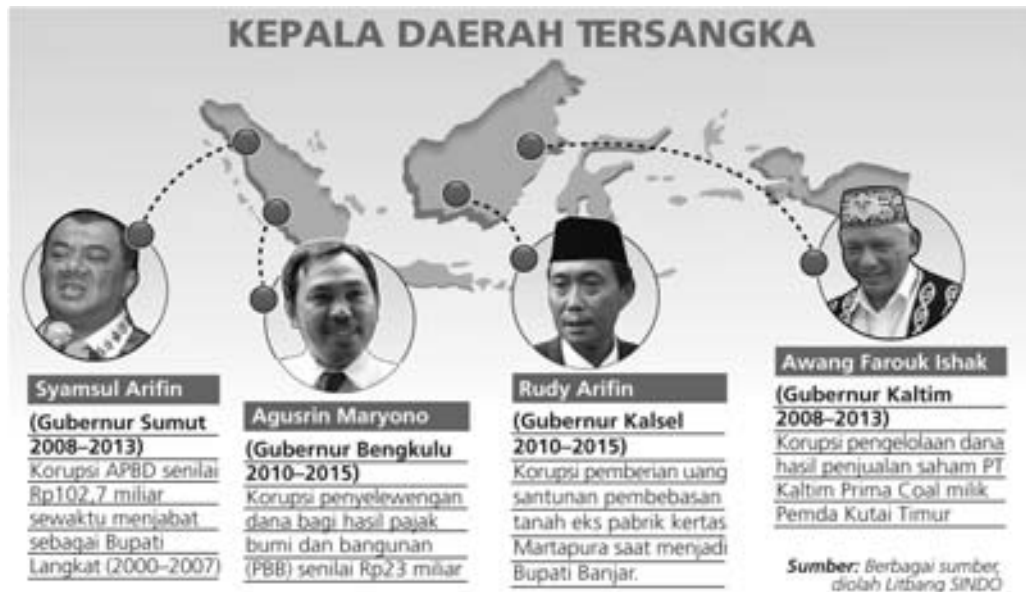 KEPALA DAERAH TERSANGKA
Syamsul Arifin
(Gubernur Sumut
2008–2013)
Korupsi APBD senilai
Rp102,7 miliar
sewaktu menjabat
sebagai Bupati
Langkat (2000–2007)
Agusrin Maryono
(Gubernur Bengkulu
2010–2015)
Korupsi penyelewengan
dana bagi hasil pajak
bumi dan bangunan
(PBB) senilai Rp23 miliar
Rudy Arifin
(Gubernur Kalsel
2010–2015)
Korupsi pemberian uang
santunan pembebasan
tanah eks pabrik kertas
Martapura saat menjadi
Bupati Banjar.
Awang Farouk Ishak
(Gubernur Kaltim
2008–2013)
Korupsi pengelolaan dana
hasil penjualan saham PT
Kaltim Prima Coal milik
Pemda Kutai Timur
Sumber: Berbagai sumber,
diolah Litbang SINDO